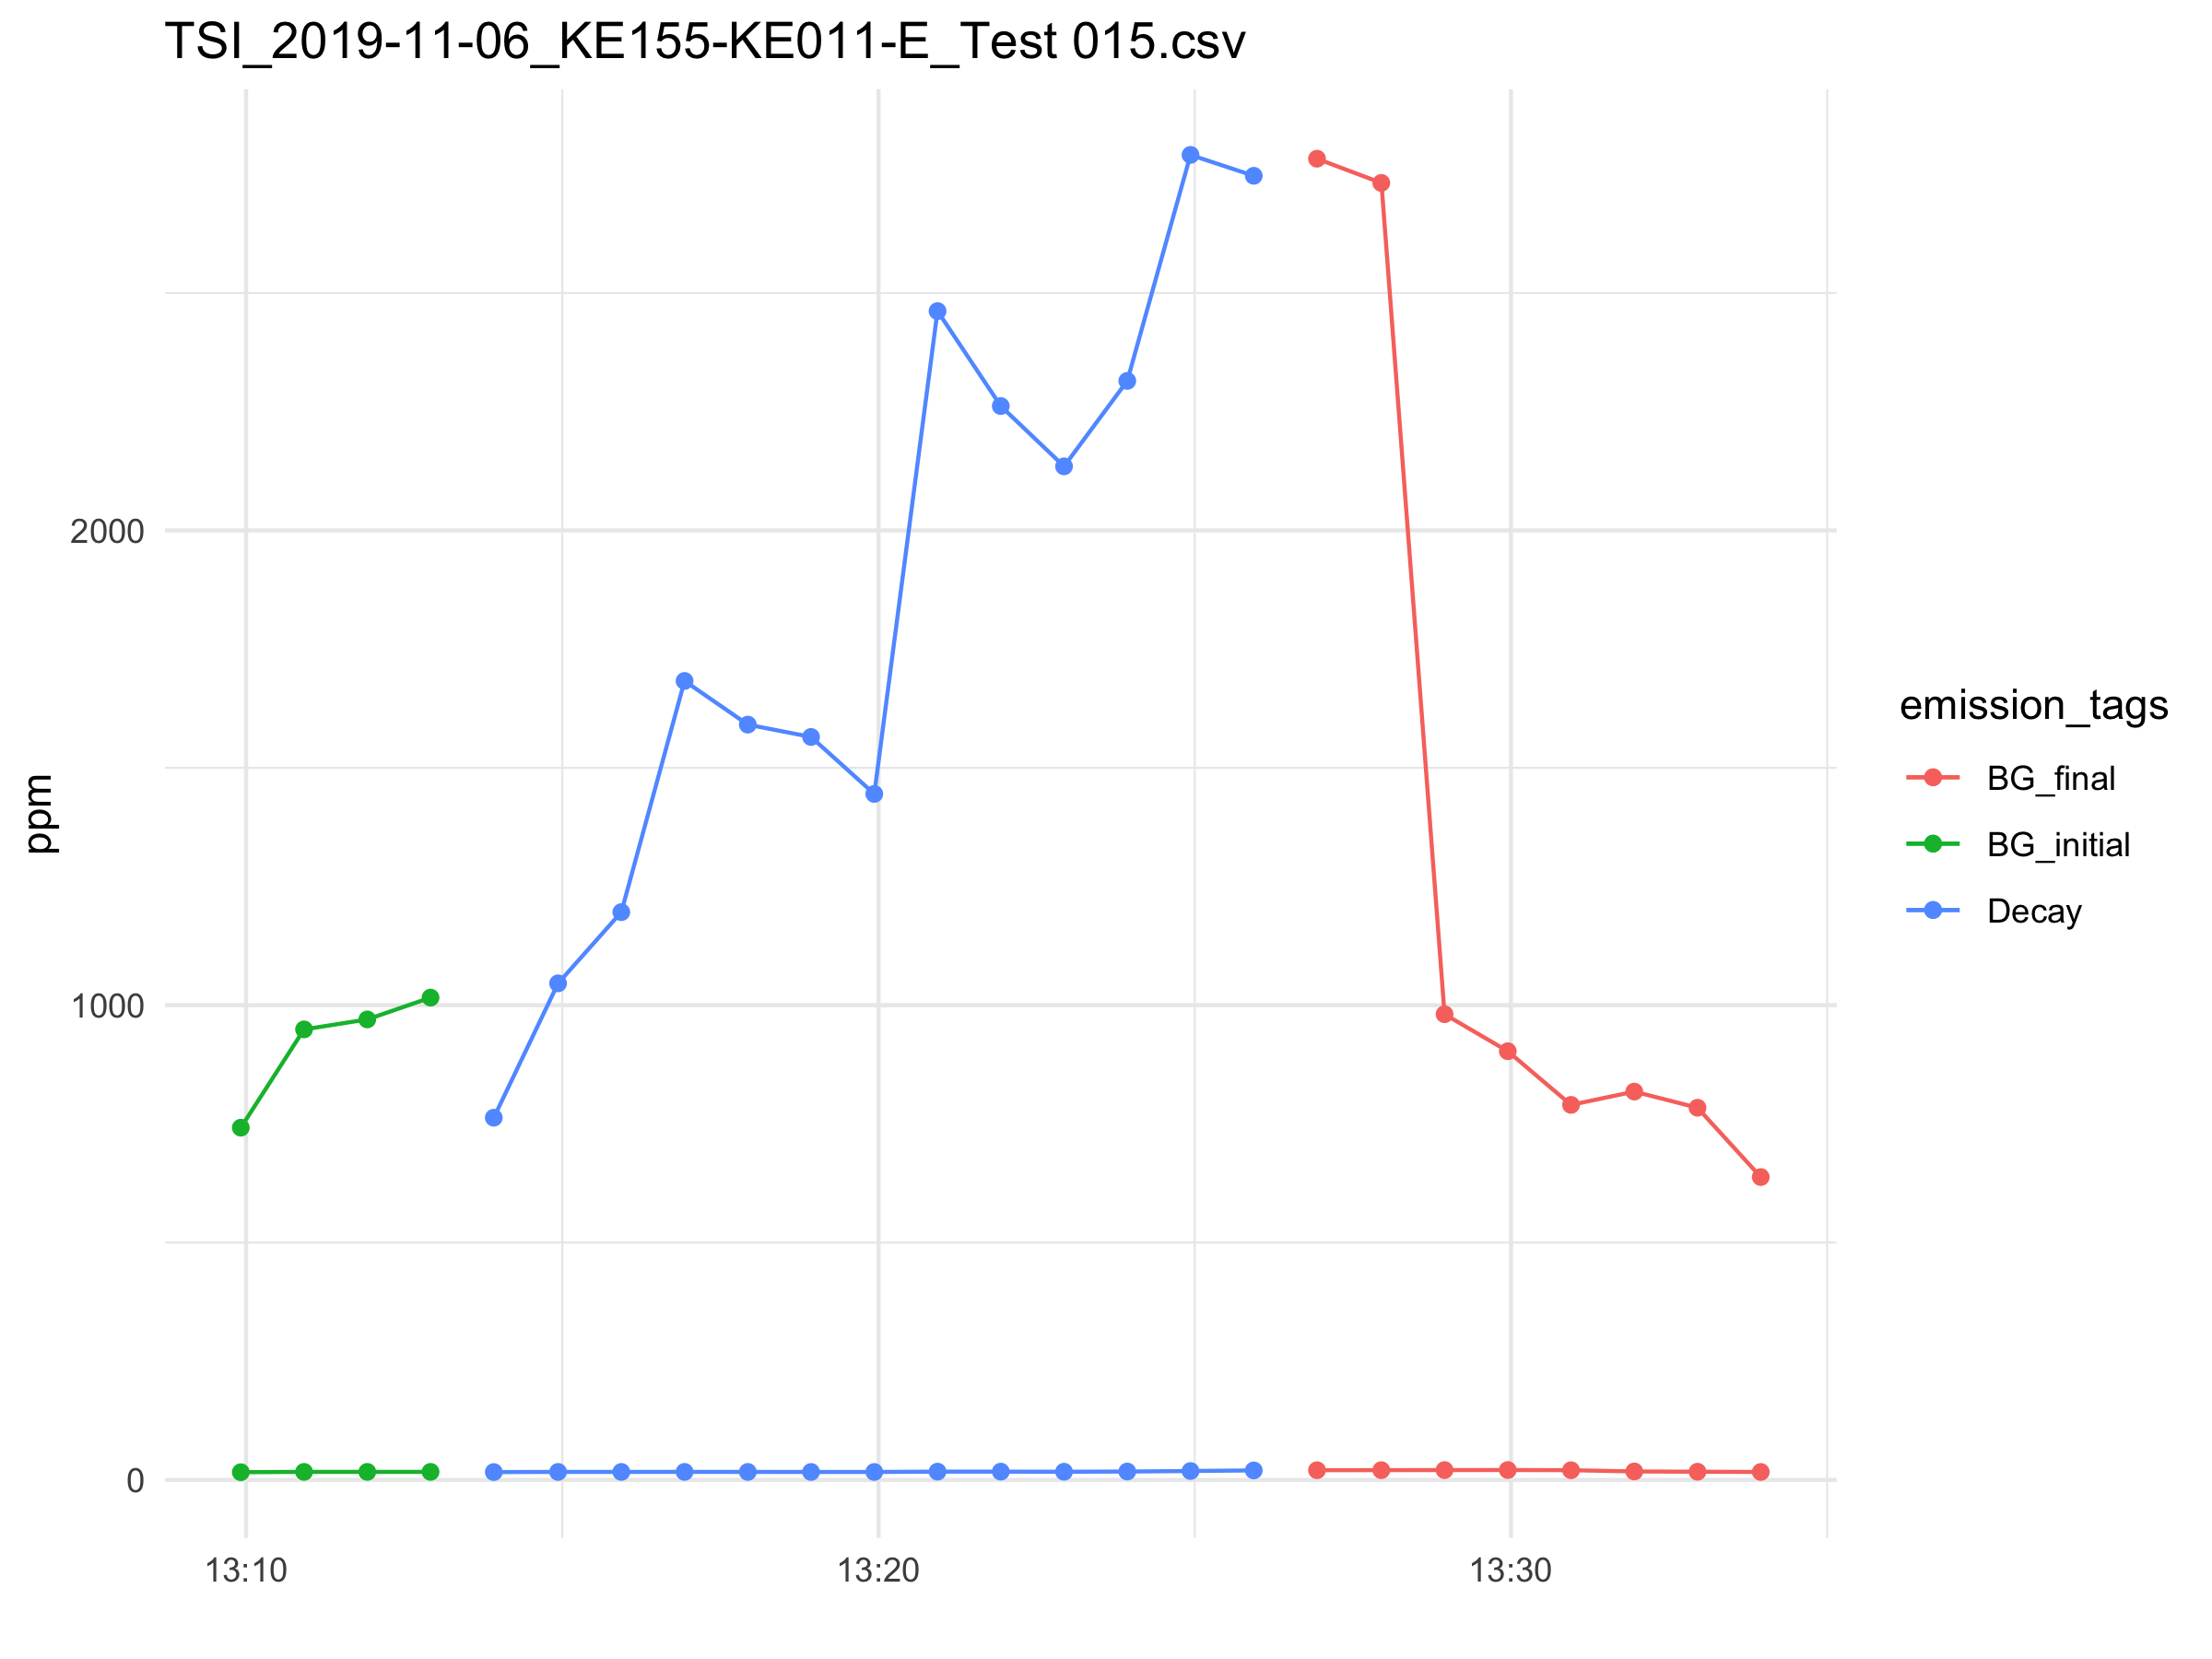 TSI_2019-11-06_KE155-KE011-E_Test 015.csv
ppm
2000
1000
0
13:10
13:20
13:30
emission_tags
BG_final
BG_initial
Decay